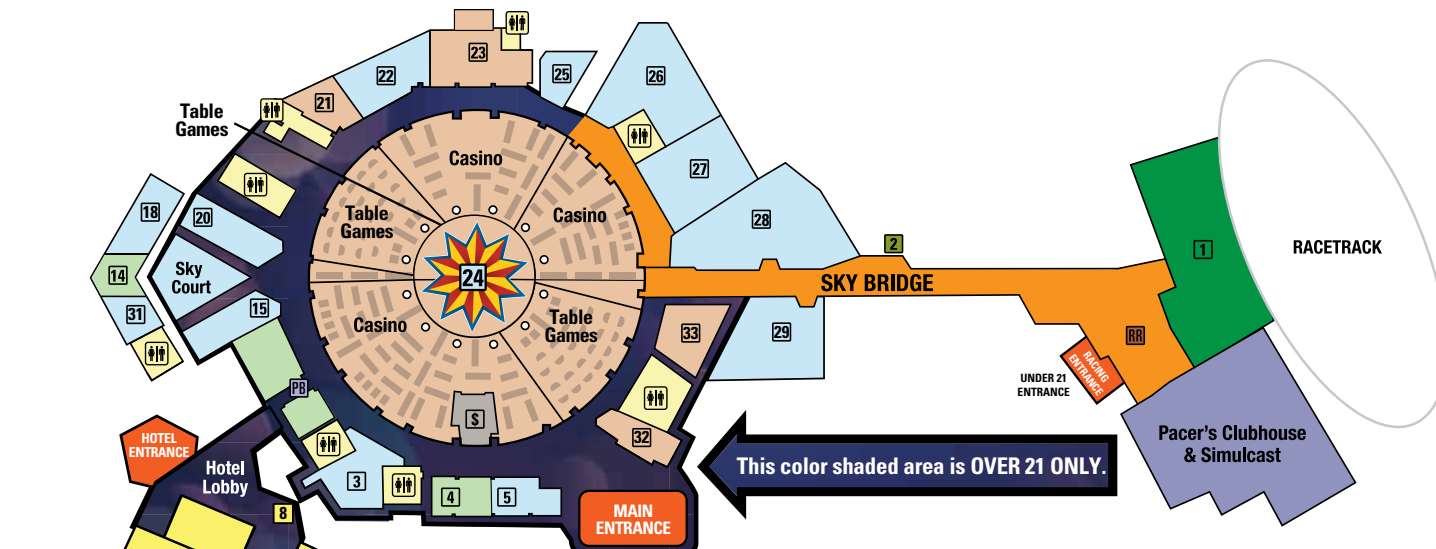 23
22
25
26
21
Table
Games
Casino
27
18
20
Table
Games
Casino
28
2
1
RACETRACK
14
Sky
Court
24
SKY BRIDGE
31
15
Casino
Table
Games
33
29
RR
RACING
ENTRANCE
UNDER 21
ENTRANCE
PB
$
32
HOTEL
ENTRANCE
Hotel
Lobby
Pacer's Clubhouse
& Simulcast
This color shaded area is OVER 21 ONLY.
3
4
5
8
MAIN
ENTRANCE